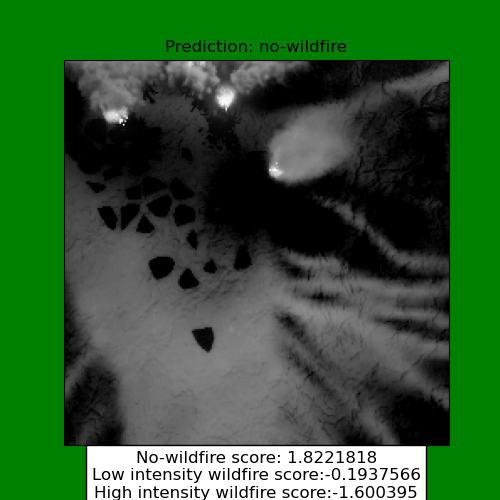 Prediction: no-wildfire
No-wildfire score: 1.8221818
Low intensity wildfire score:-0.1937566
High intensity wildfire score:-1.600395